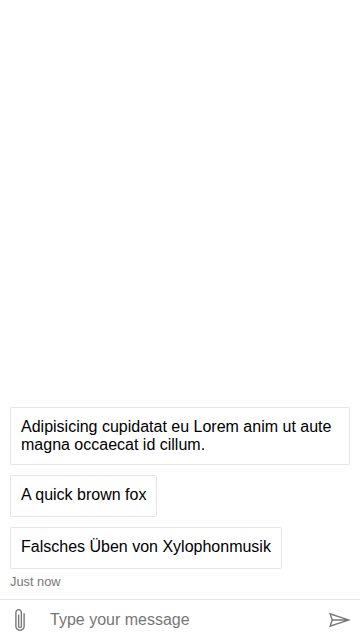 Adipisicing cupidatat eu Lorem anim ut aute
magna occaecat id cillum.
A quick brown fox
Falsches Üben von Xylophonmusik
Just now
Type your message